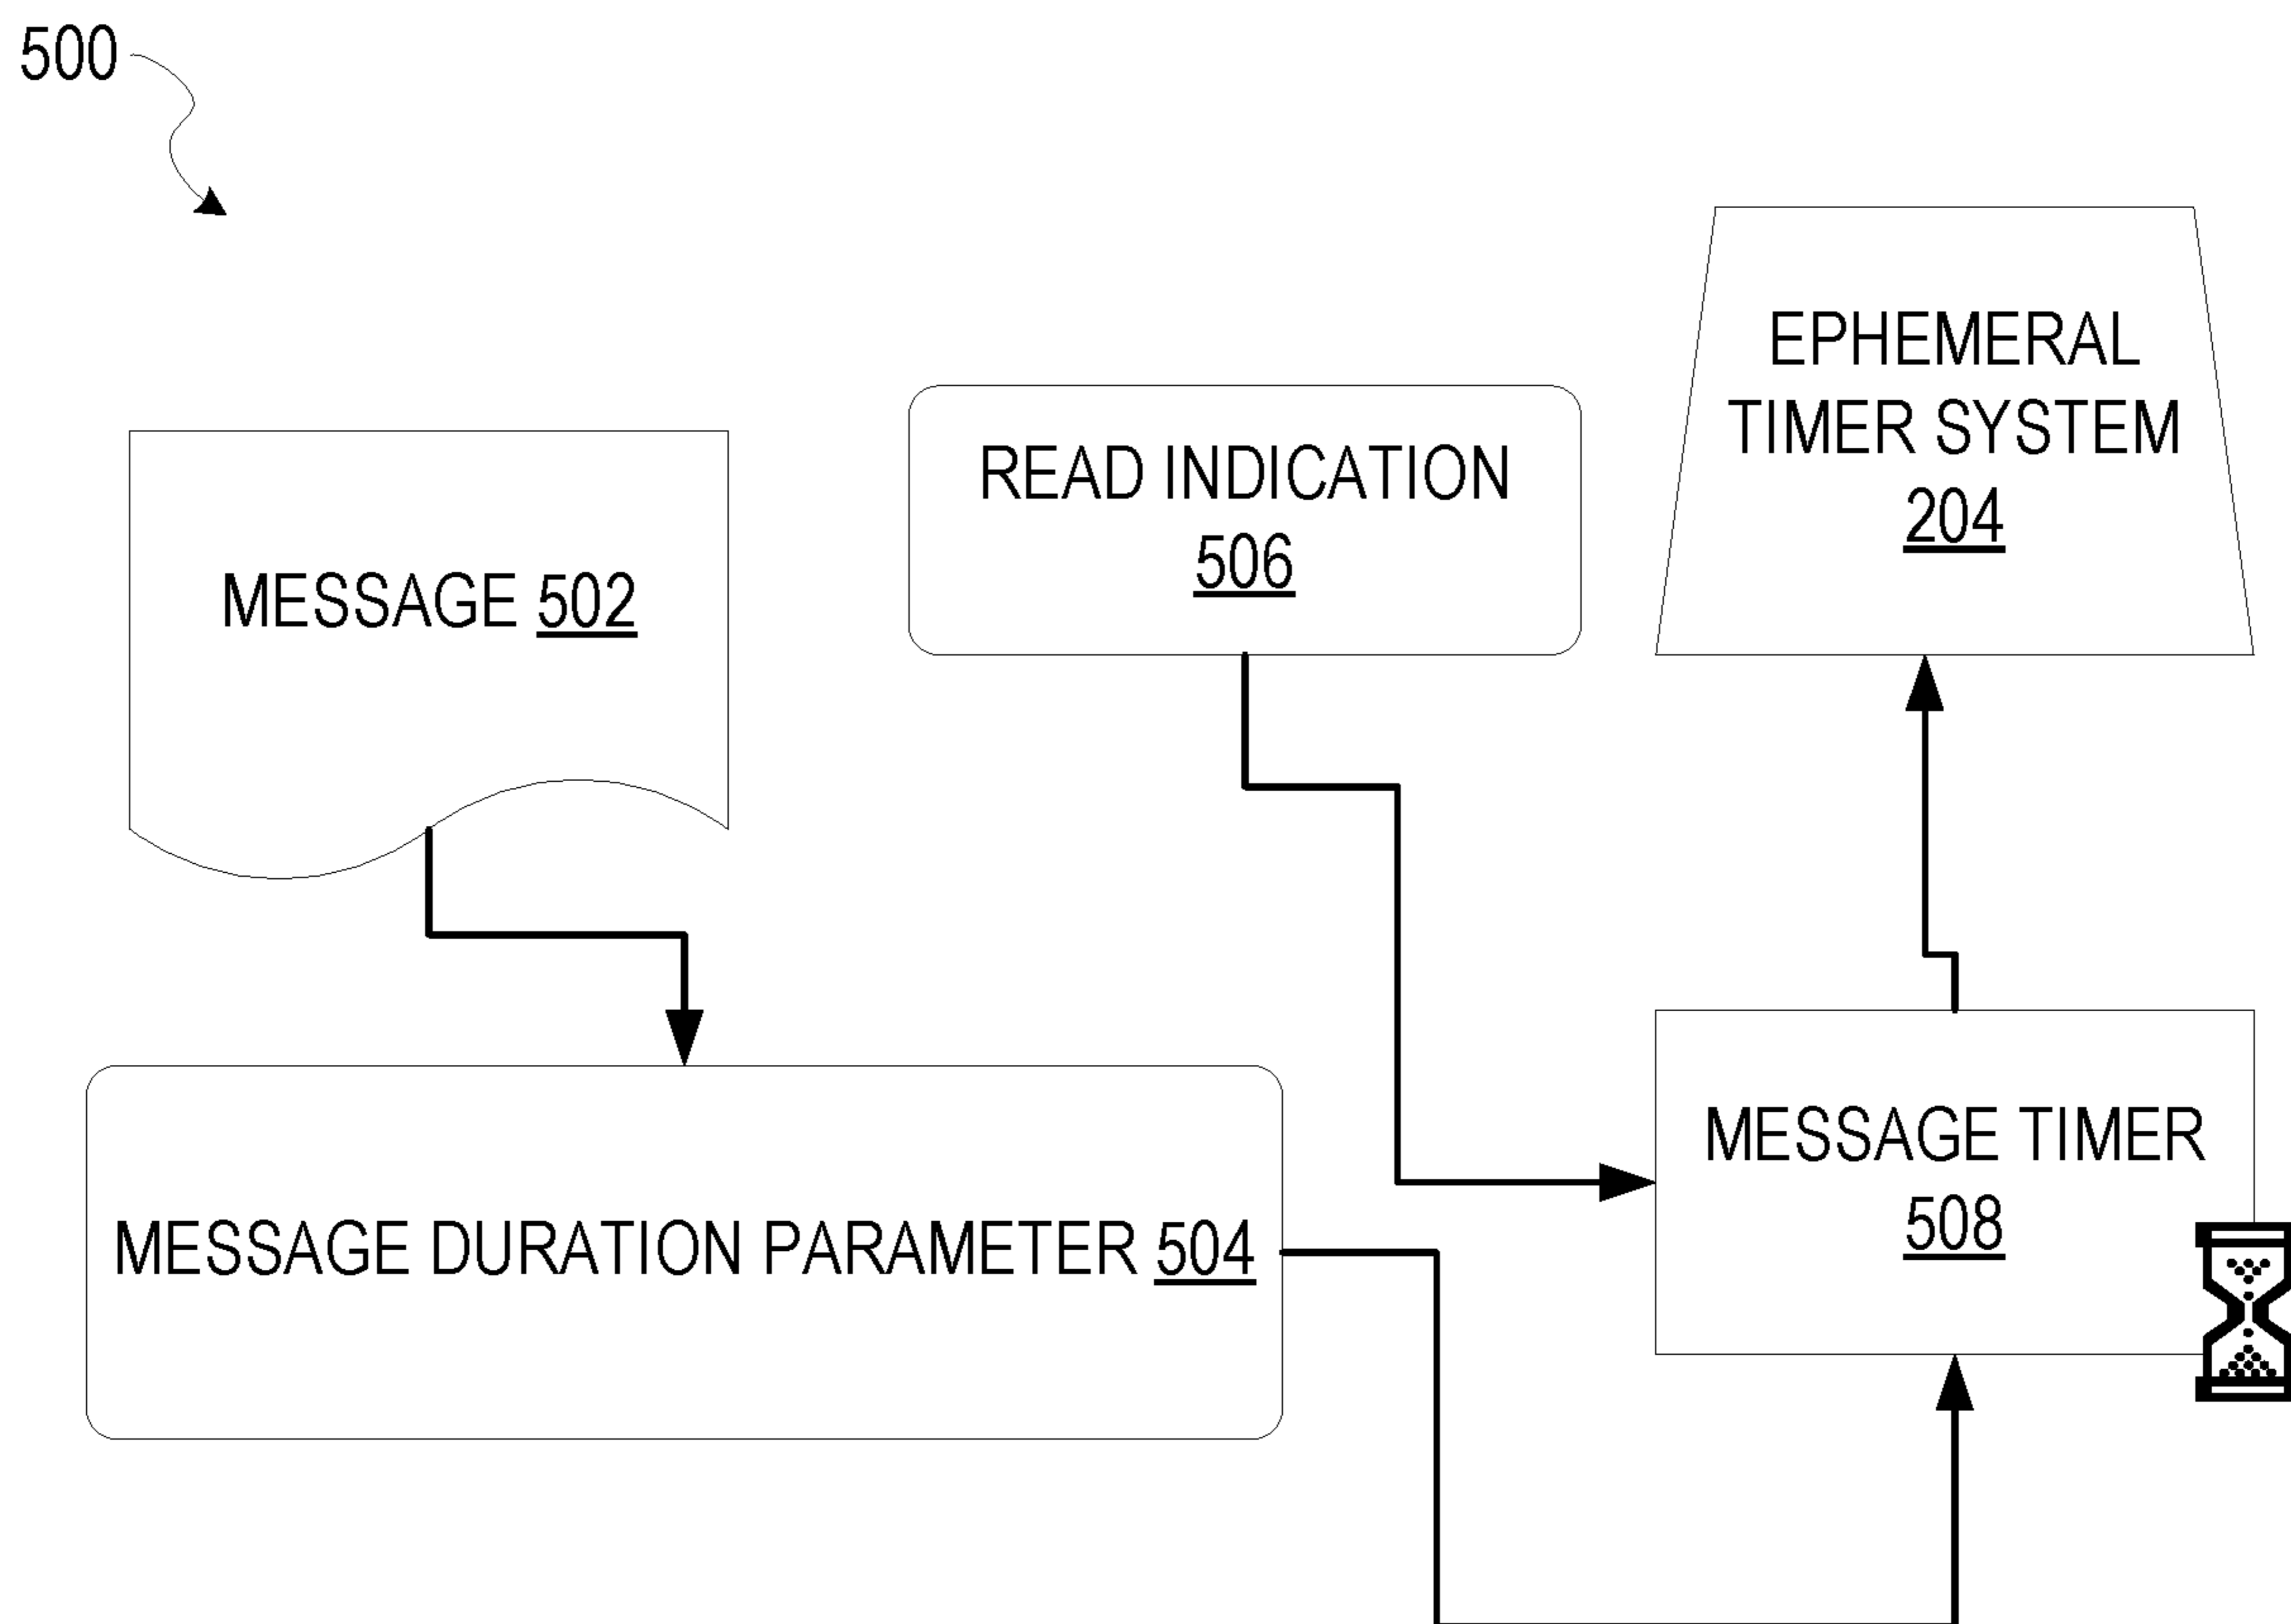 500
EPHEMERAL
TIMER SYSTEM
204
READ INDICATION
506
MESSAGE 502
MESSAGE TIMER
508
MESSAGE DURATION PARAMETER 504